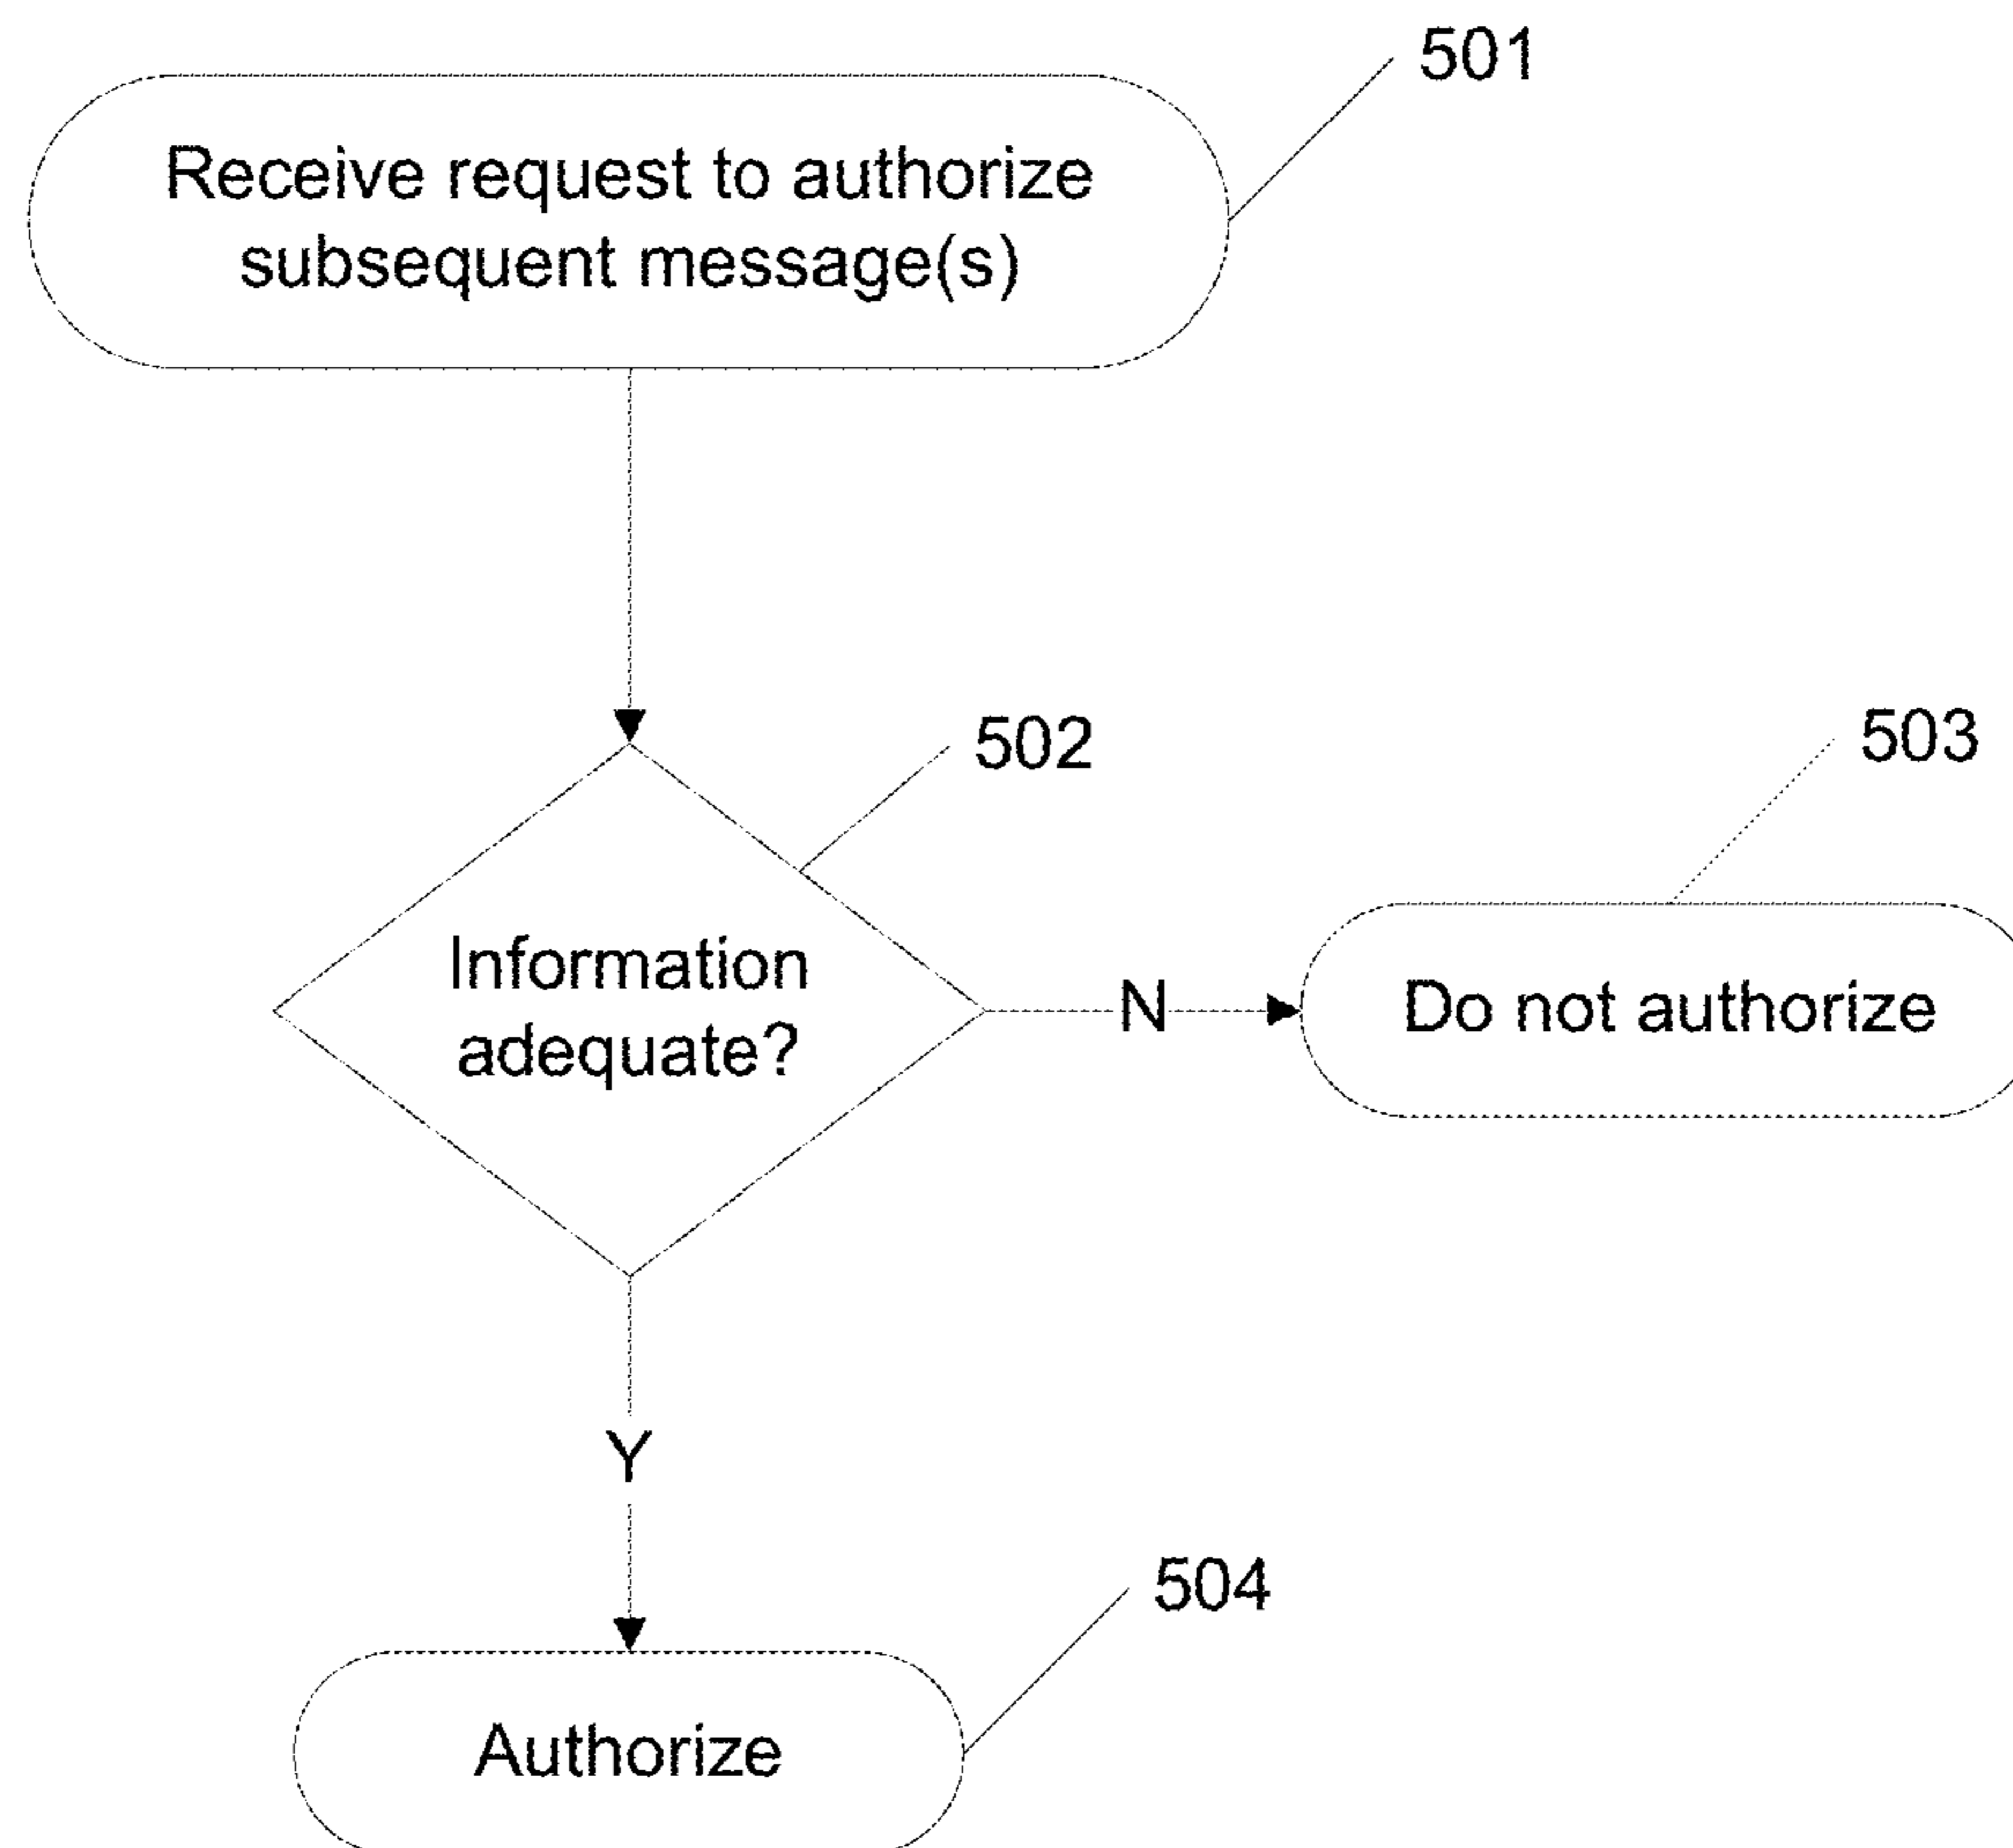 501
Receive request to authorize
subsequent message(s)
502
503
Information
adequate?
N
Do not authorize
Y
504
Authorize